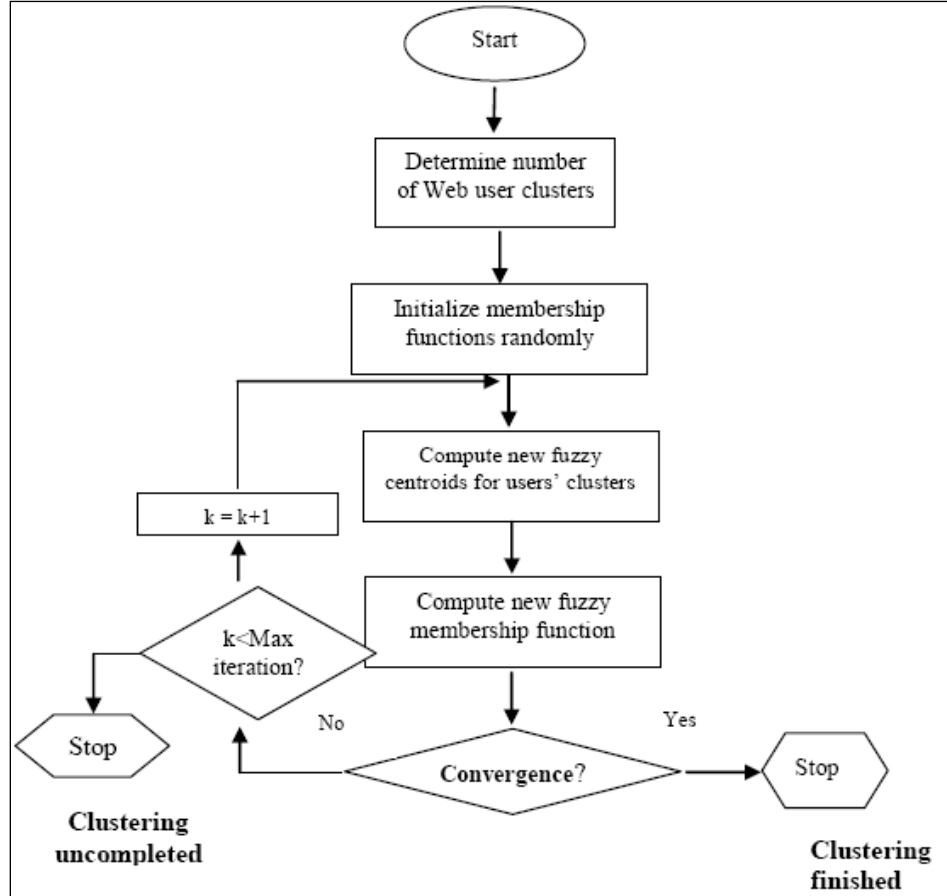 Start
Determine number
of Web user clusters
Initialize membership
functions randomly
Compute new fuzzy
centroids for users' clusters
k = k+1
Compute new fuzzy
membership function
k<Max
iteration?
No
Yes
Stop
Convergence?
Stop
Clustering
uncompleted
Clustering
finished